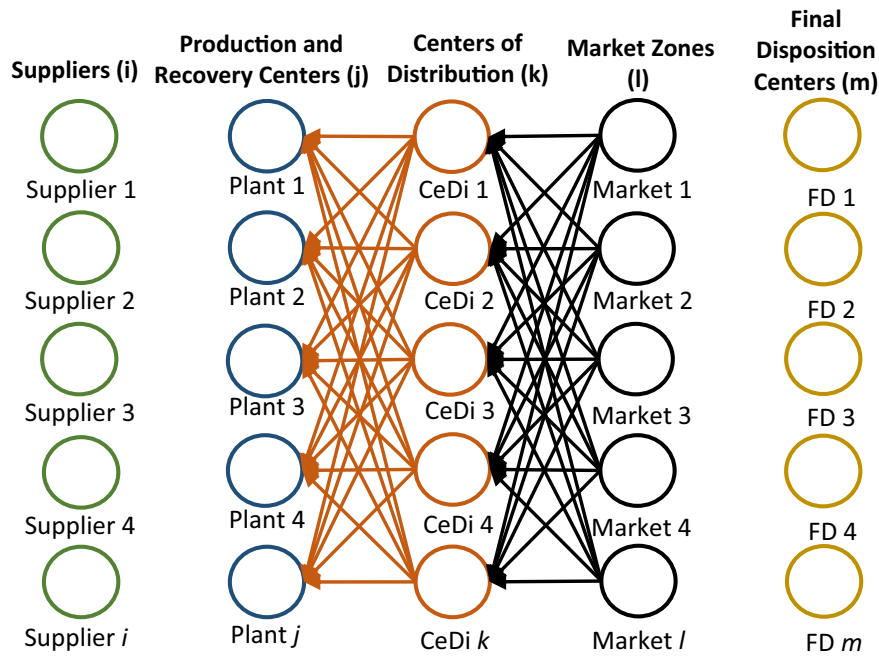 Suppliers (i)
Production and
Recovery Centers (j)
Centers of
Distribution (k)
Market Zones
(l)
Final
Disposition
Centers (m)
Supplier 1
Plant 1
CeDi 1
Market 1
FD 1
Supplier 2
Plant 2
CeDi 2
Market 2
FD 2
Supplier 3
Plant 3
CeDi 3
Market 3
FD 3
Supplier 4
Plant 4
CeDi 4
Market 4
FD 4
Supplier i
Plant j
CeDi k
Market l
FD m